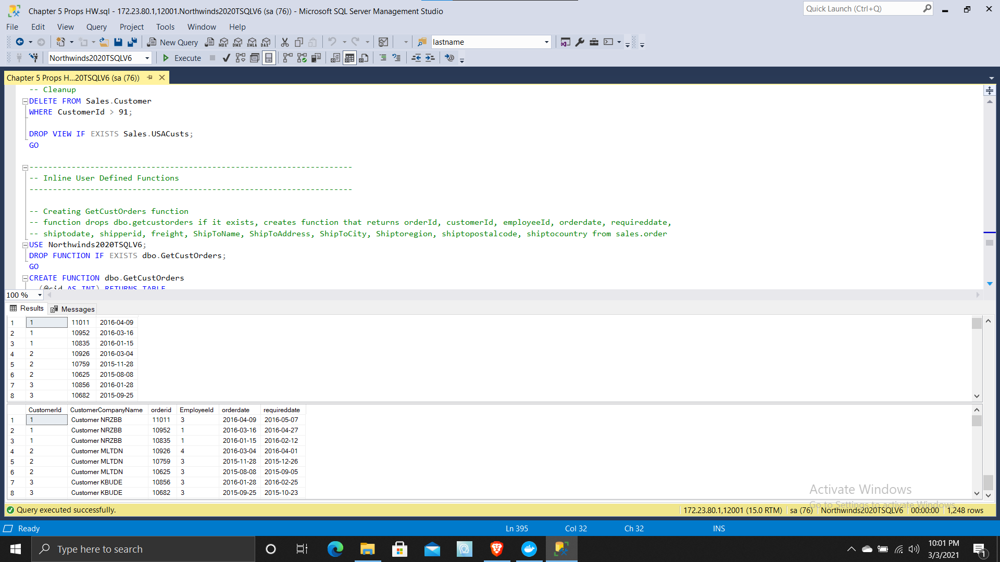 Chapter 5 Props HW.sql - 172.23.80.1,12001.Northwinds2020TSQLV6 (sa (76)) - Microsoft SQL Server Management Studio
Quick Launch (Ctrl+Q)
File Edit View Query Project Tools Window Help
New Query MDX DMX XMLA DAX lastname
Northwinds2020TSQLV6 Execute
Chapter 5 Props H...20TSQLV6 (sa (76))
-- Cleanup
DELETE FROM Sales.Customer
WHERE CustomerId > 91;
DROP VIEW IF EXISTS Sales.USACusts;
GO
---------------------------------------------------------------------
-- Inline User Defined Functions
---------------------------------------------------------------------
-- Creating GetCustOrders function
-- function drops dbo.getcustorders if it exists, creates function that returns orderId, customerId, employeeId, orderdate, requireddate,
-- shiptodate, shipperid, freight, ShipToName, ShipToAddress, ShipToCity, Shiptoregion, shiptopostalcode, shiptocountry from sales.order
USE Northwinds2020TSQLV6;
DROP FUNCTION IF EXISTS dbo.GetCustOrders;
GO
CREATE FUNCTION dbo.GetCustOrders
(@cid AS INT) RETURNS TABLE
100 %
Results Messages
1 1 11011 2016-04-09
2 1 10952 2016-03-16
3 1 10835 2016-01-15
4 2 10926 2016-03-04
5 2 10759 2015-11-28
6 2 10625 2015-08-08
7 3 10856 2016-01-28
8 3 10682 2015-09-25
CustomerId CustomerCompanyName orderid EmployeeId orderdate requireddate
1 1 Customer NRZBB 11011 3 2016-04-09 2016-05-07
2 1 Customer NRZBB 10952 1 2016-03-16 2016-04-27
3 1 Customer NRZBB 10835 1 2016-01-15 2016-02-12
4 2 Customer MLTDN 10926 4 2016-03-04 2016-04-01
5 2 Customer MLTDN 10759 3 2015-11-28 2015-12-26
6 2 Customer MLTDN 10625 3 2015-08-08 2015-09-05
7 3 Customer KBUDE 10856 3 2016-01-28 2016-02-25
8 3 Customer KBUDE 10682 3 2015-09-25 2015-10-23
Activate Windows
Go to Settings to activate Windows.
Query executed successfully. 172.23.80.1,12001 (15.0 RTM) sa (76) Northwinds2020TSQLV6 00:00:00 1,248 rows
Ready Ln 395 Col 32 Ch 32 INS
Type here to search
10:01 PM
3/3/2021
1